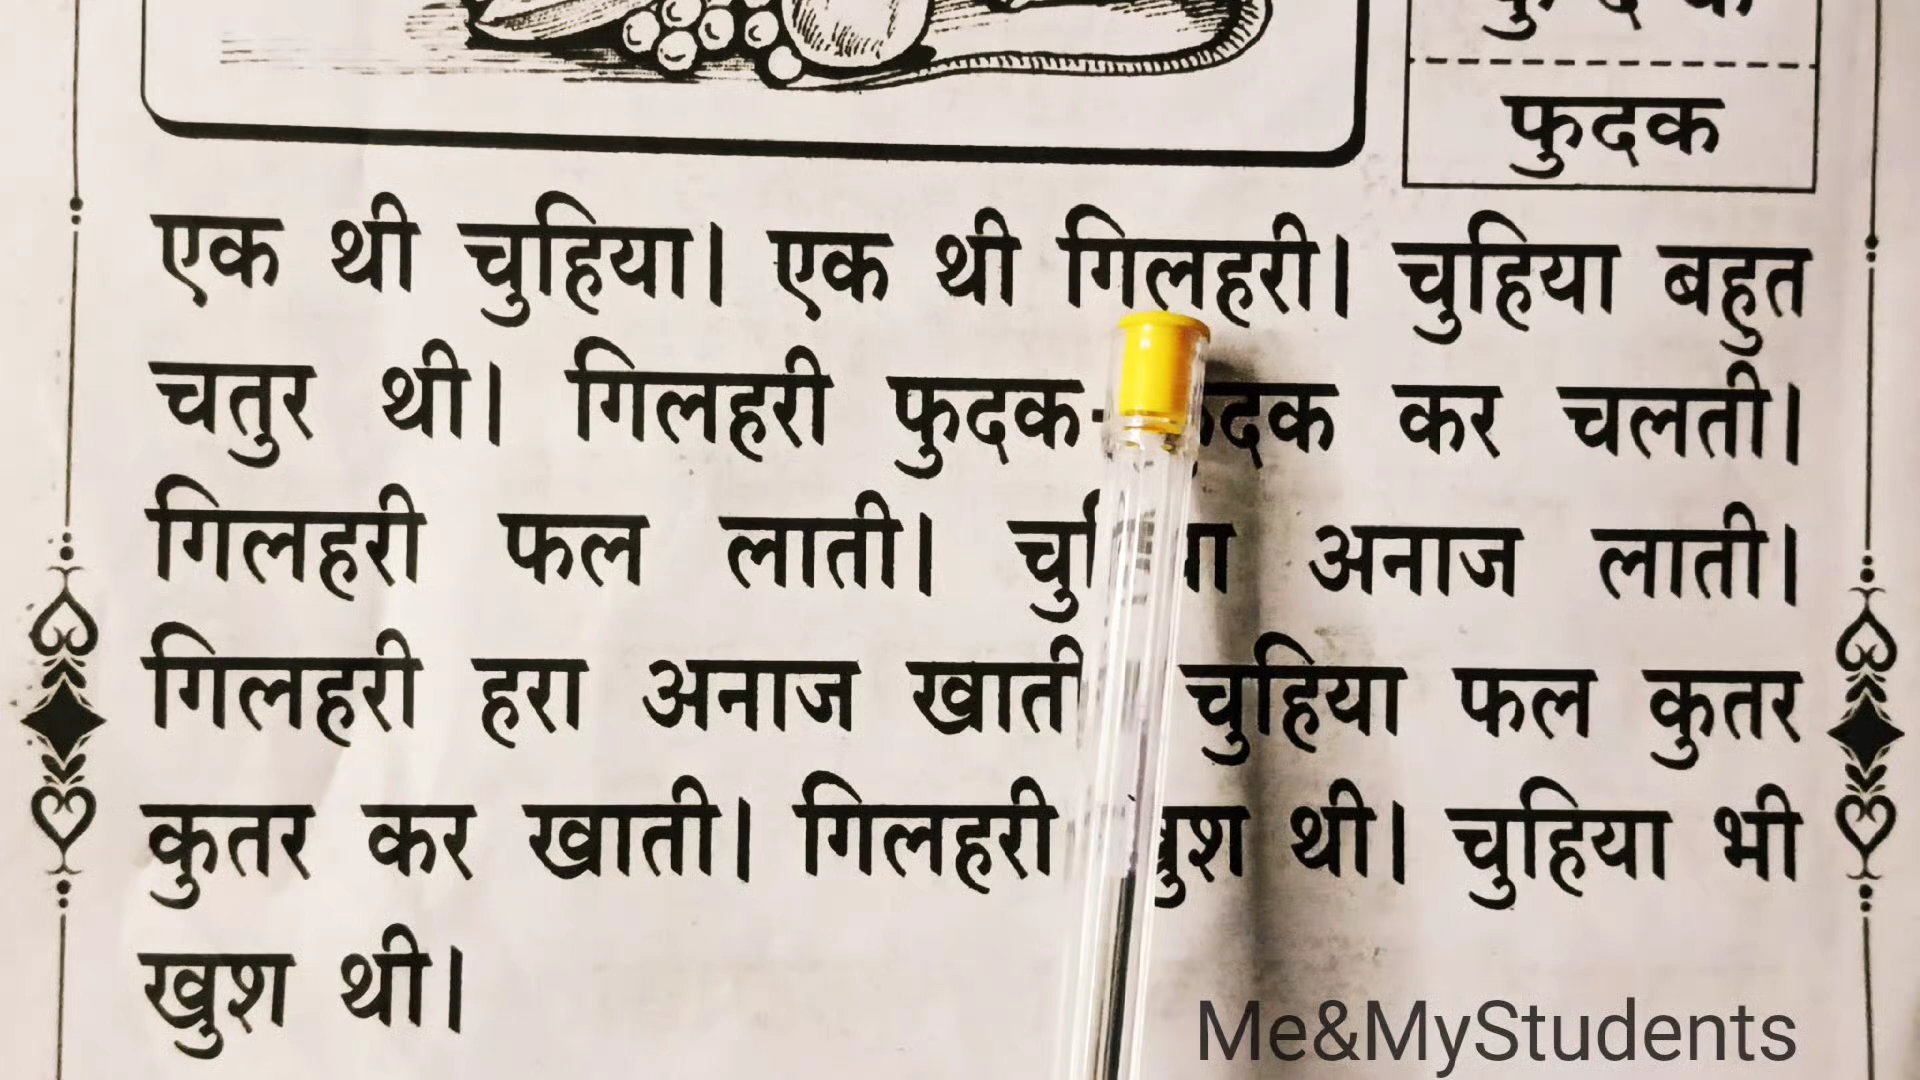 फुदक
एक थी चुहिया। एक थी गिलहरी। चुहिया बहुत
चतुर थी। गिलहरी फुदक- कर चलती।
गिलहरी फल लाती। अनाज लाती।
गिलहरी हरा अनाज खाती चुहिया फल कुतर
कुतर कर खाती। गिलहरी थी। चुहिया भी
खुश थी।
Me&MyStudents